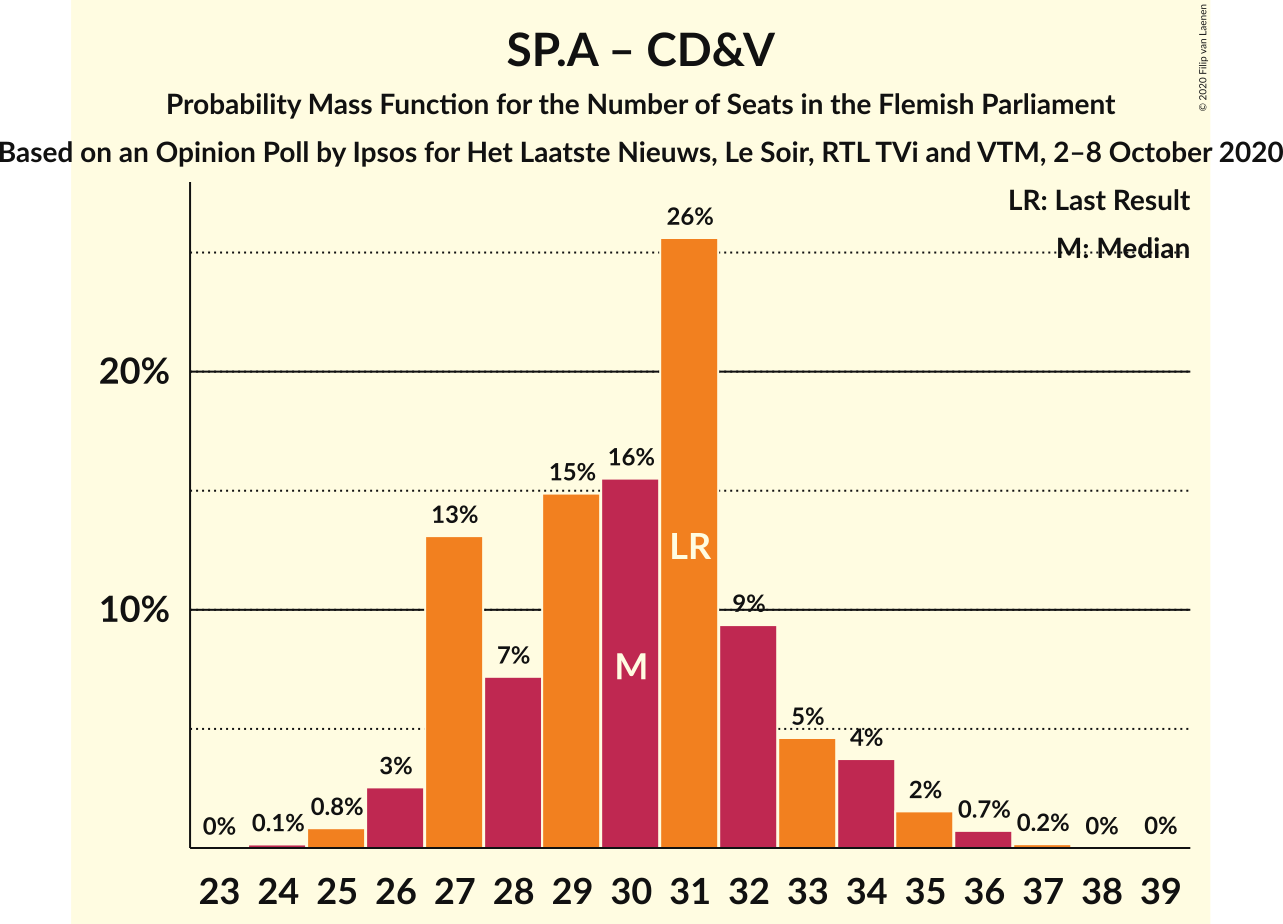 SP.A – CD&V
Probability Mass Function for the Number of Seats in the Flemish Parliament
Based on an Opinion Poll by Ipsos for Het Laatste Nieuws, Le Soir, RTL TVi and VTM, 2–8 October 2020
© 2020 Filip van Laenen
LR: Last Result
M: Median
26%
20%
16%
15%
13%
LR
10%
9%
7%
M
5%
4%
3%
2%
0% 0.1% 0.8% 0.7% 0.2% 0% 0%
23 24 25 26 27 28 29 30 31 32 33 34 35 36 37 38 39